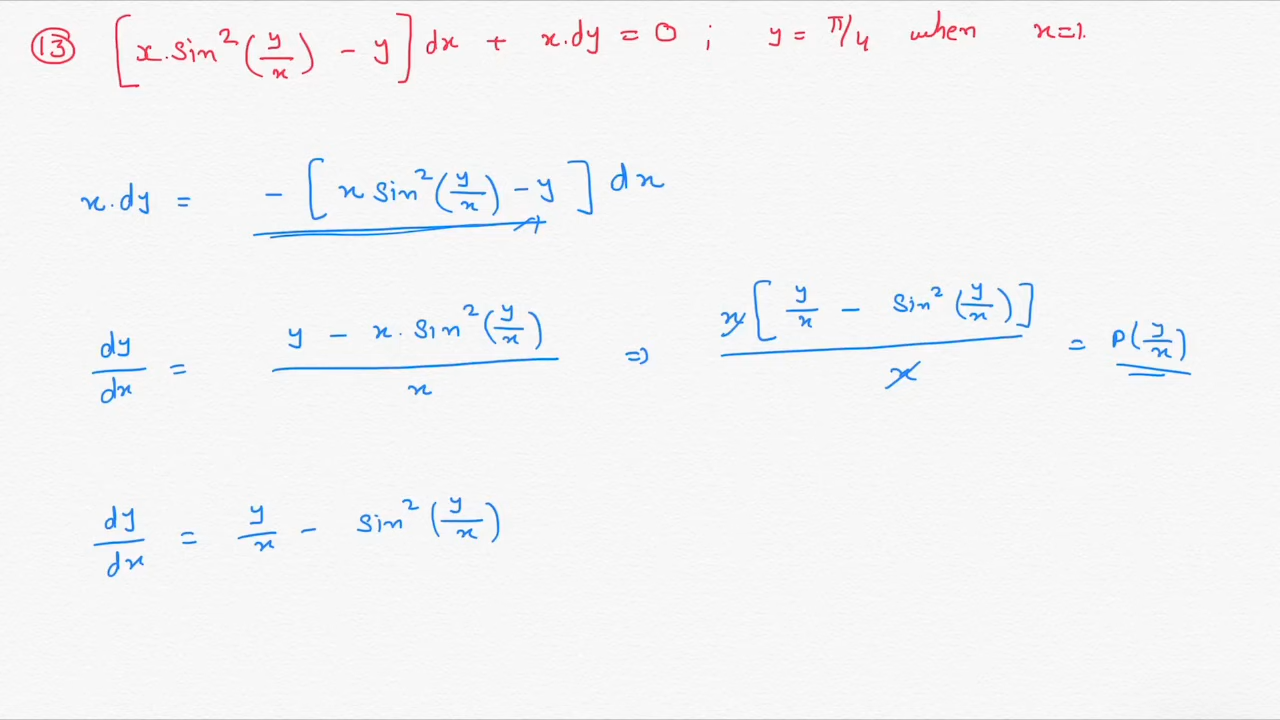 13 [x.sin²(y/x) - y] dx + x.dy = 0 ; y = π/4 when x=1.
x.dy = - [x sin²(y/x) - y] dx
dy/dx = (y - x.sin²(y/x))/x ⇒ x[y/x - sin²(y/x)]/x = P(y/x)
dy/dx = y/x - sin²(y/x)